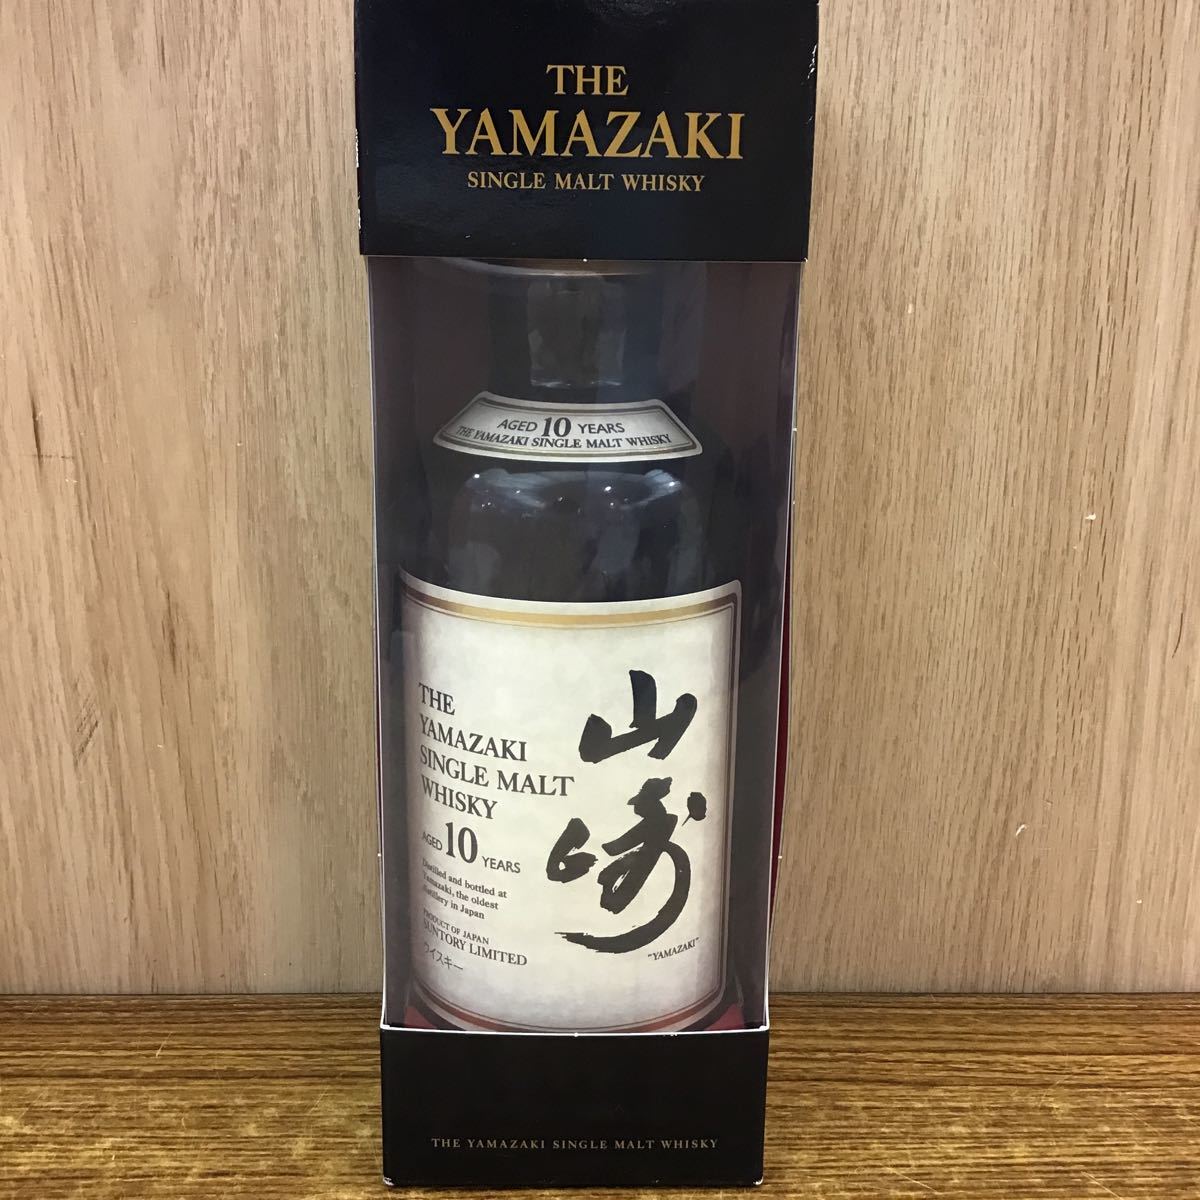 THE
YAMAZAKI
SINGLE MALT WHISKY
AGED 10 YEARS
THE YAMAZAKI SINGLE MALT WHISKY
THE
YAMAZAKI
SINGLE MALT
WHISKY
AGED 10 YEARS
Distilled and bottled at
Yamazaki, the oldest
distillery in Japan
PRODUCT OF JAPAN
SUNTORY LIMITED
ウイスキー
山崎
"YAMAZAKI"
THE YAMAZAKI SINGLE MALT WHISKY